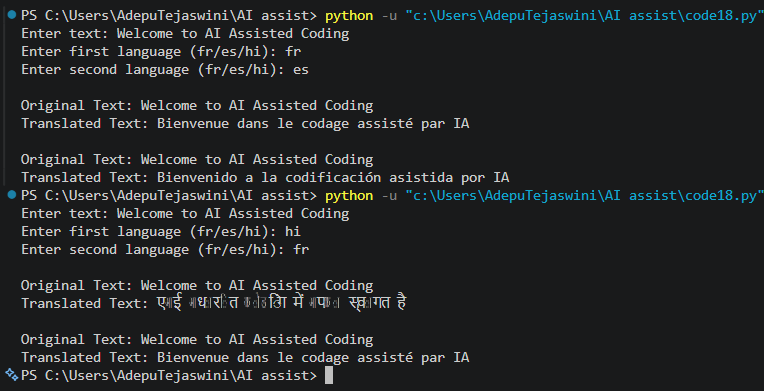 PS C:\Users\AdepuTejaswini\AI assist> python -u "c:\Users\AdepuTejaswini\AI assist\code18.py"
Enter text: Welcome to AI Assisted Coding
Enter first language (fr/es/hi): fr
Enter second language (fr/es/hi): es
Original Text: Welcome to AI Assisted Coding
Translated Text: Bienvenue dans le codage assisté par IA
Original Text: Welcome to AI Assisted Coding
Translated Text: Bienvenido a la codificación asistida por IA
PS C:\Users\AdepuTejaswini\AI assist> python -u "c:\Users\AdepuTejaswini\AI assist\code18.py"
Enter text: Welcome to AI Assisted Coding
Enter first language (fr/es/hi): hi
Enter second language (fr/es/hi): fr
Original Text: Welcome to AI Assisted Coding
Translated Text: एआई में स्वागत है
Original Text: Welcome to AI Assisted Coding
Translated Text: Bienvenue dans le codage assisté par IA
PS C:\Users\AdepuTejaswini\AI assist>